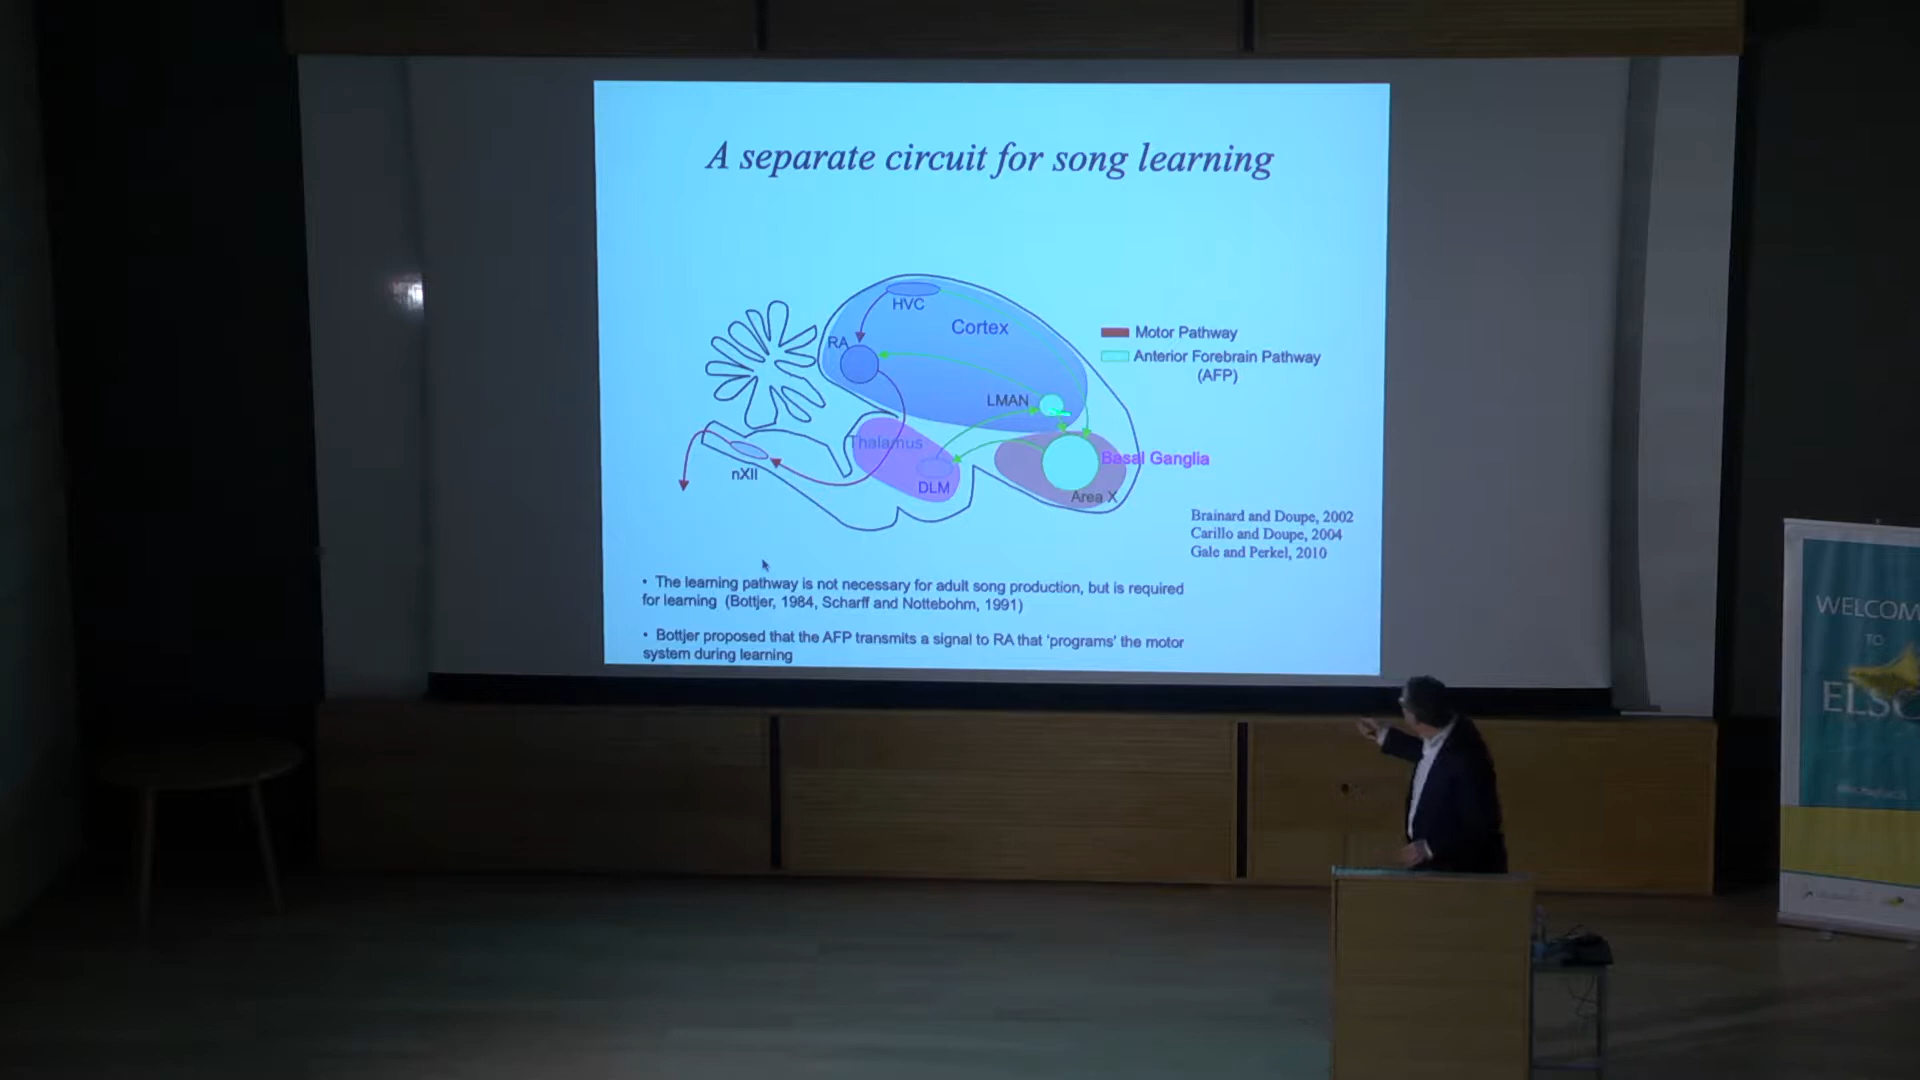 A separate circuit for song learning
HVC
Cortex
RA
Motor Pathway
Anterior Forebrain Pathway
(AFP)
LMAN
Thalamus
Basal Ganglia
nXII
DLM
Area X
Brainard and Doupe, 2002
Carillo and Doupe, 2004
Gale and Perkel, 2010
• The learning pathway is not necessary for adult song production, but is required
for learning (Bottjer, 1984, Scharff and Nottebohm, 1991)
• Bottjer proposed that the AFP transmits a signal to RA that 'programs' the motor
system during learning
WELCOM
TO
ELSC